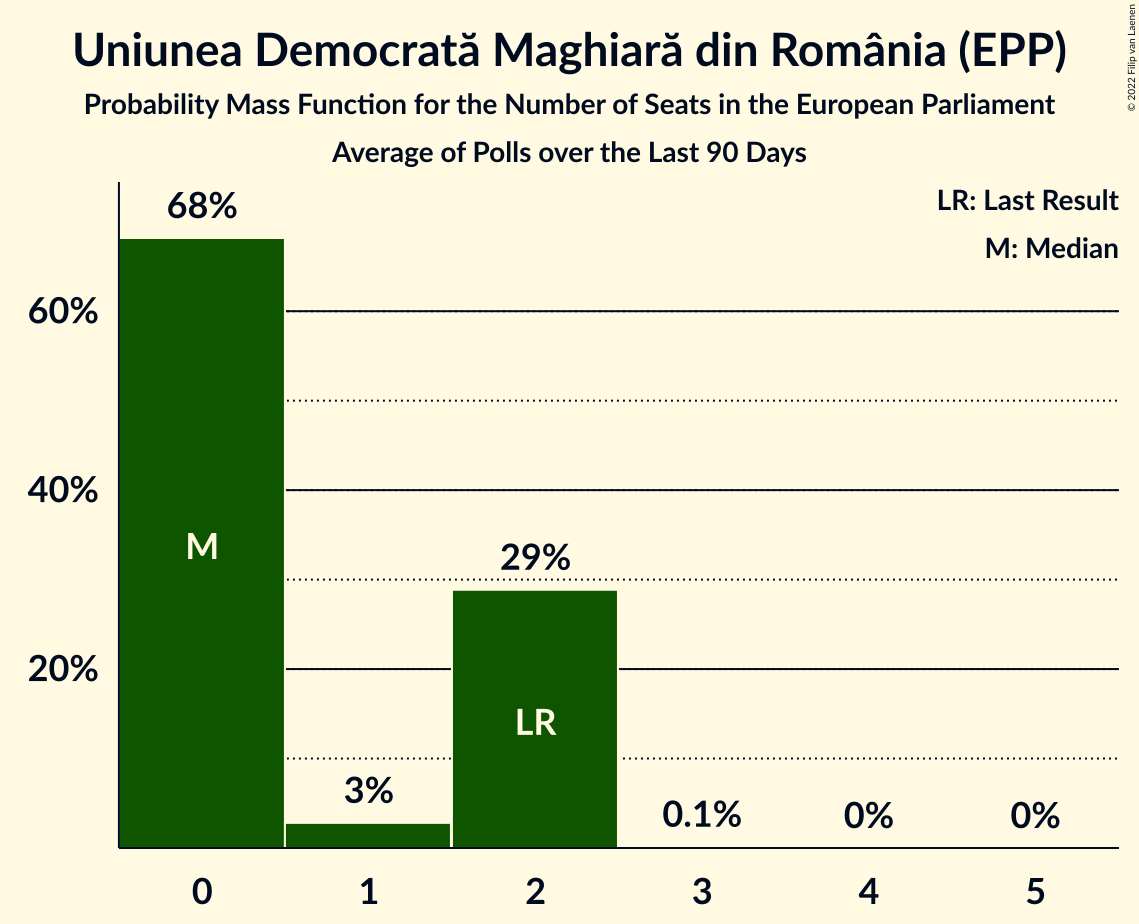 Uniunea Democrată Maghiară din România (EPP)
Probability Mass Function for the Number of Seats in the European Parliament
Average of Polls over the Last 90 Days
© 2022 Filip van Laenen
LR: Last Result
M: Median
68%
60%
40%
20%
M
3%
29%
LR
0.1%
0%
0%
0 1 2 3 4 5